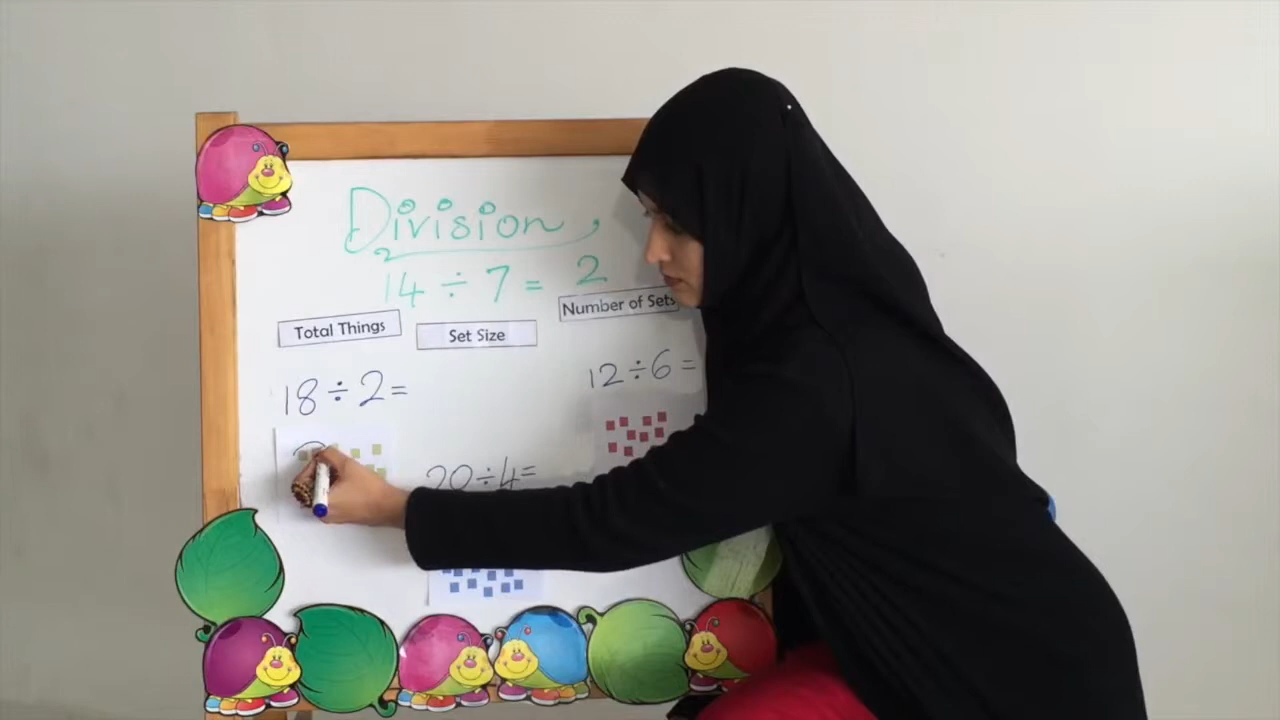 Division
14 ÷ 7 = 2
Total Things
Set Size
Number of Sets
18 ÷ 2 =
12 ÷ 6 =
20 ÷ 4 =